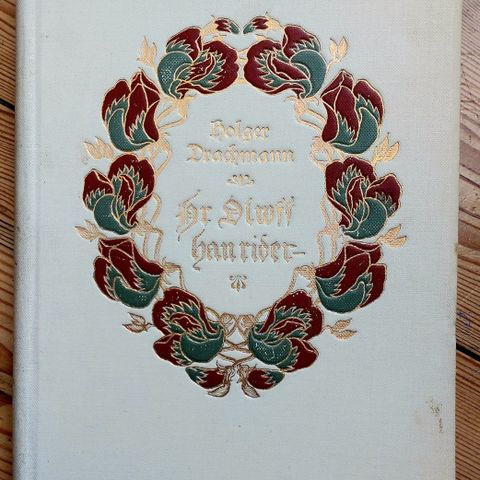 Holger
Drachmann
Hr. Oluf
han rider—